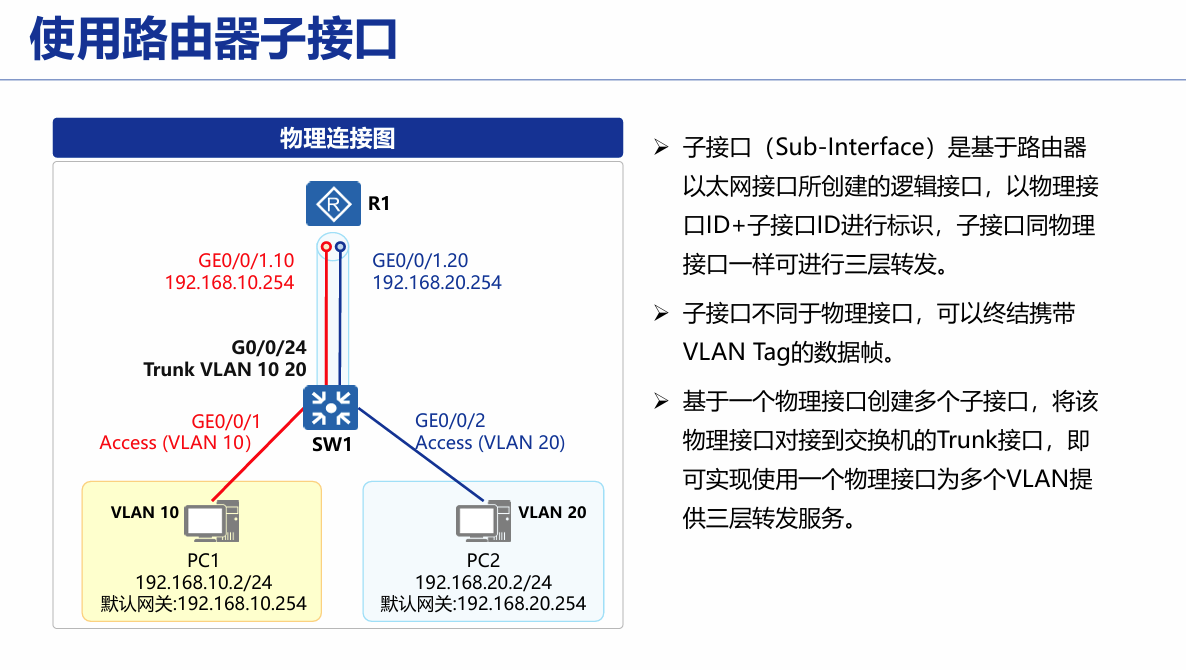 使用路由器子接口
物理连接图
R1
GE0/0/1.10
192.168.10.254
GE0/0/1.20
192.168.20.254
G0/0/24
Trunk VLAN 10 20
GE0/0/1
Access (VLAN 10)
SW1
GE0/0/2
Access (VLAN 20)
VLAN 10
PC1
192.168.10.2/24
默认网关:192.168.10.254
VLAN 20
PC2
192.168.20.2/24
默认网关:192.168.20.254
➢ 子接口（Sub-Interface）是基于路由器
以太网接口所创建的逻辑接口，以物理接
口ID+子接口ID进行标识，子接口同物理
接口一样可进行三层转发。
➢ 子接口不同于物理接口，可以终结携带
VLAN Tag的数据帧。
➢ 基于一个物理接口创建多个子接口，将该
物理接口对接到交换机的Trunk接口，即
可实现使用一个物理接口为多个VLAN提
供三层转发服务。